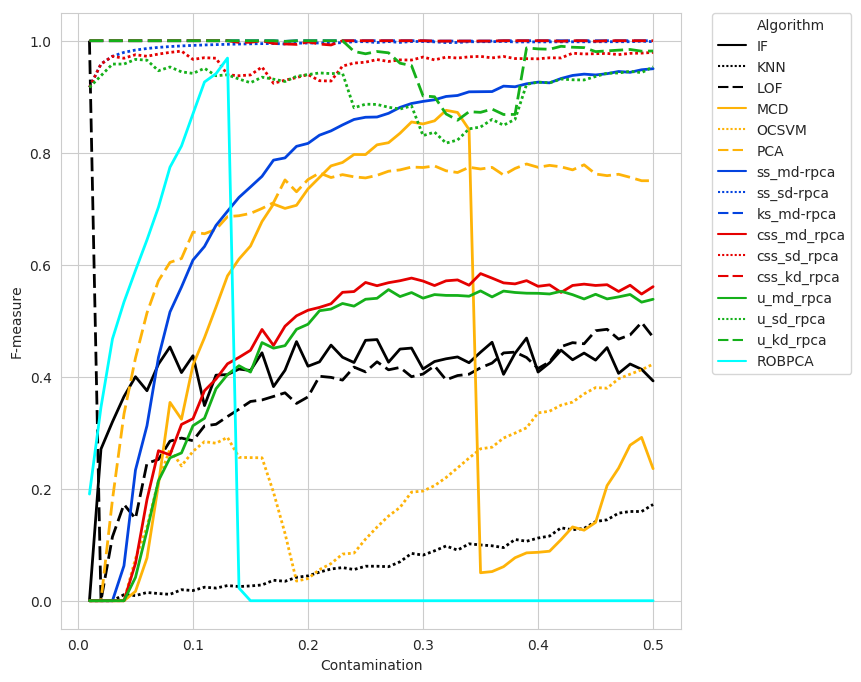 Algorithm
IF
KNN
LOF
MCD
OCSVM
PCA
ss_md-rpca
ss_sd-rpca
ks_md-rpca
css_md_rpca
css_sd_rpca
css_kd_rpca
u_md_rpca
u_sd_rpca
u_kd_rpca
ROBPCA
F-measure
1.0
0.8
0.6
0.4
0.2
0.0
0.0
0.1
0.2
0.3
0.4
0.5
Contamination